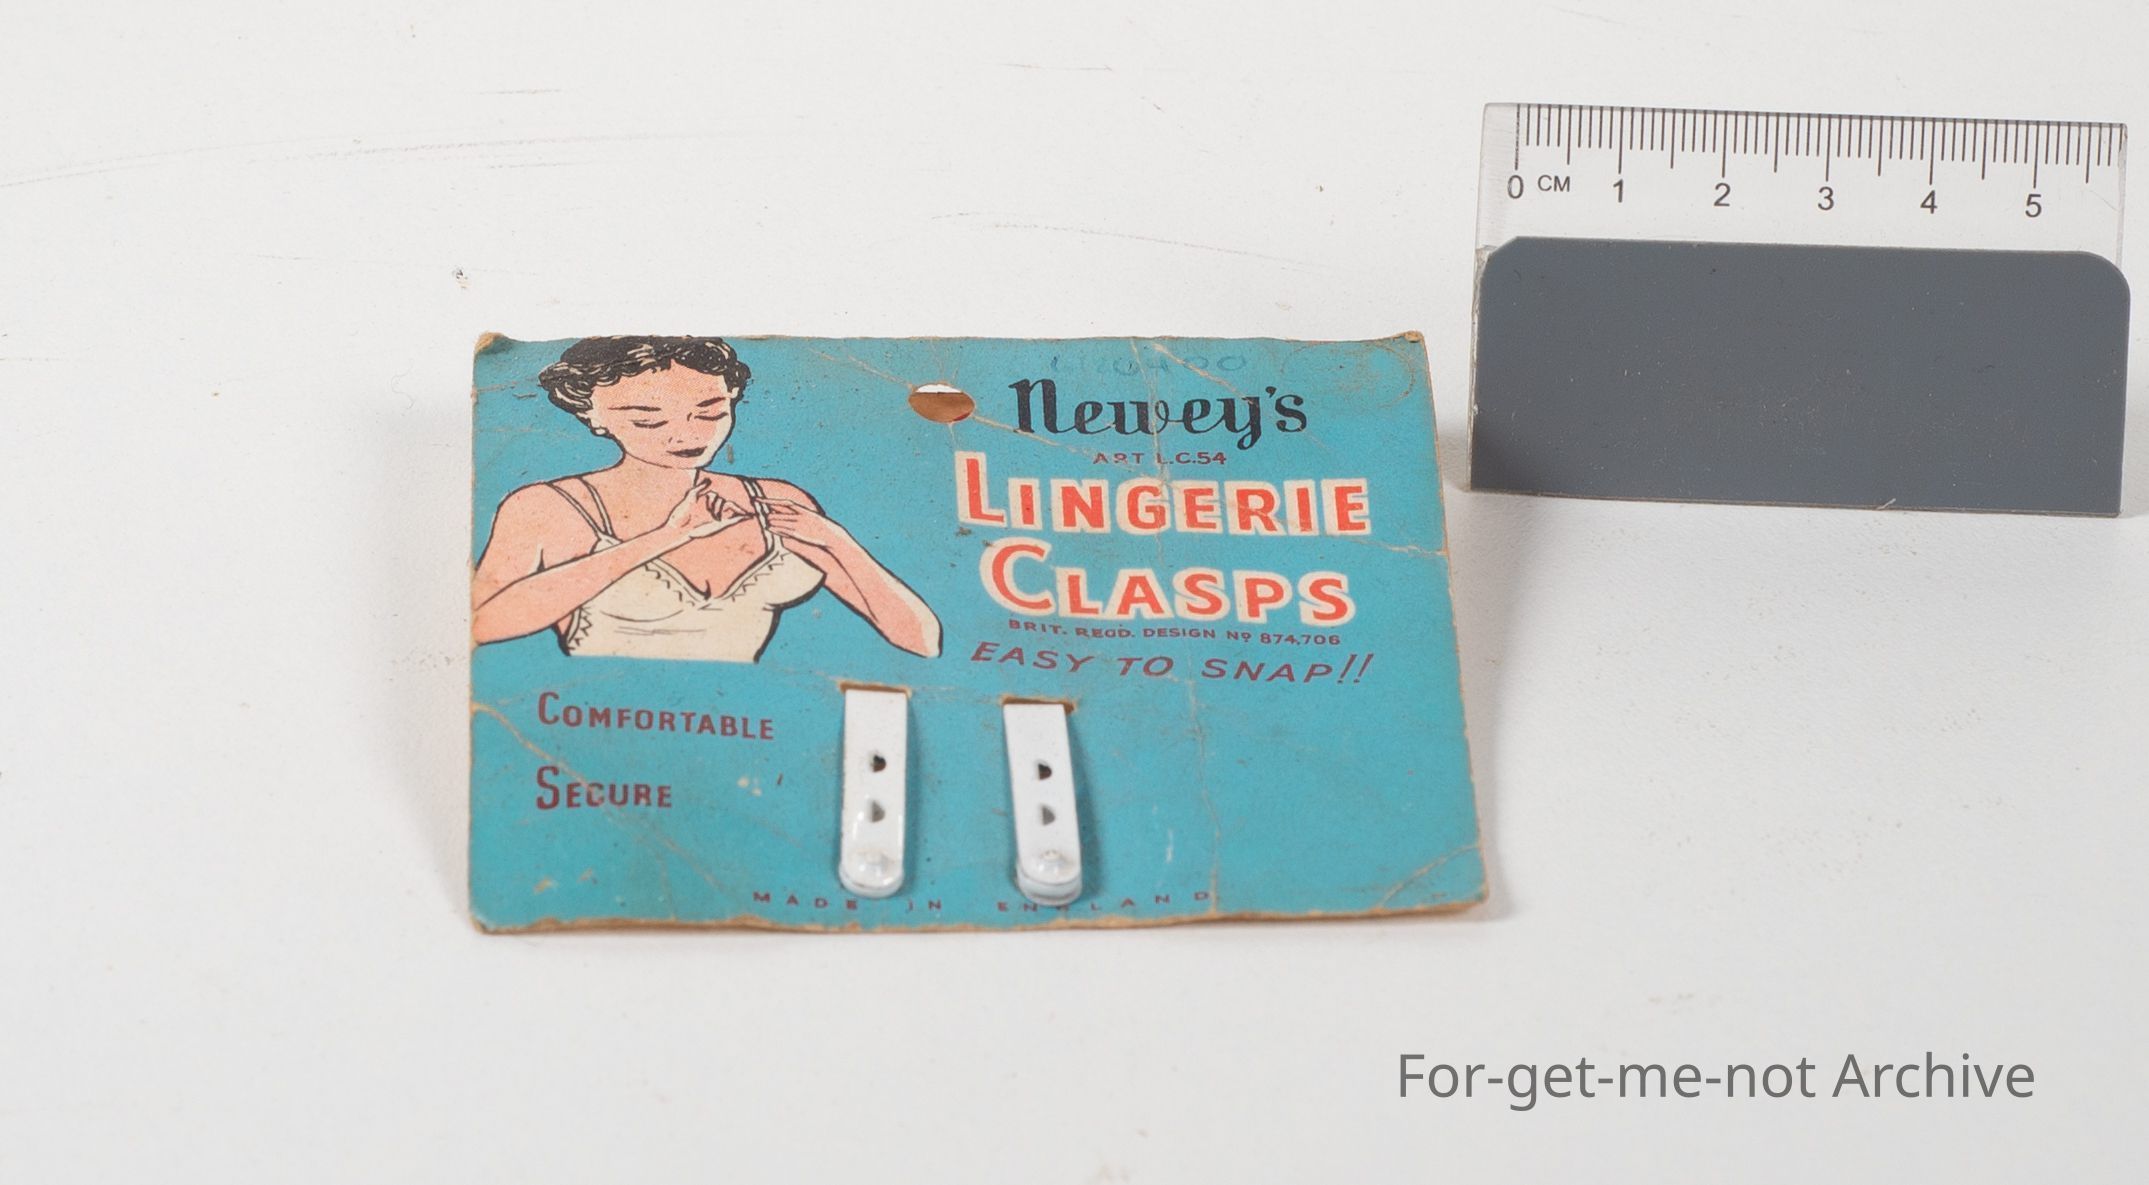 0 CM 1 2 3 4 5
Newey's
ART L.C.54
LINGERIE
CLASPS
BRIT. REGD. DESIGN Nº 874,706
EASY TO SNAP!!
COMFORTABLE
SECURE
MADE IN ENGLAND
For-get-me-not Archive